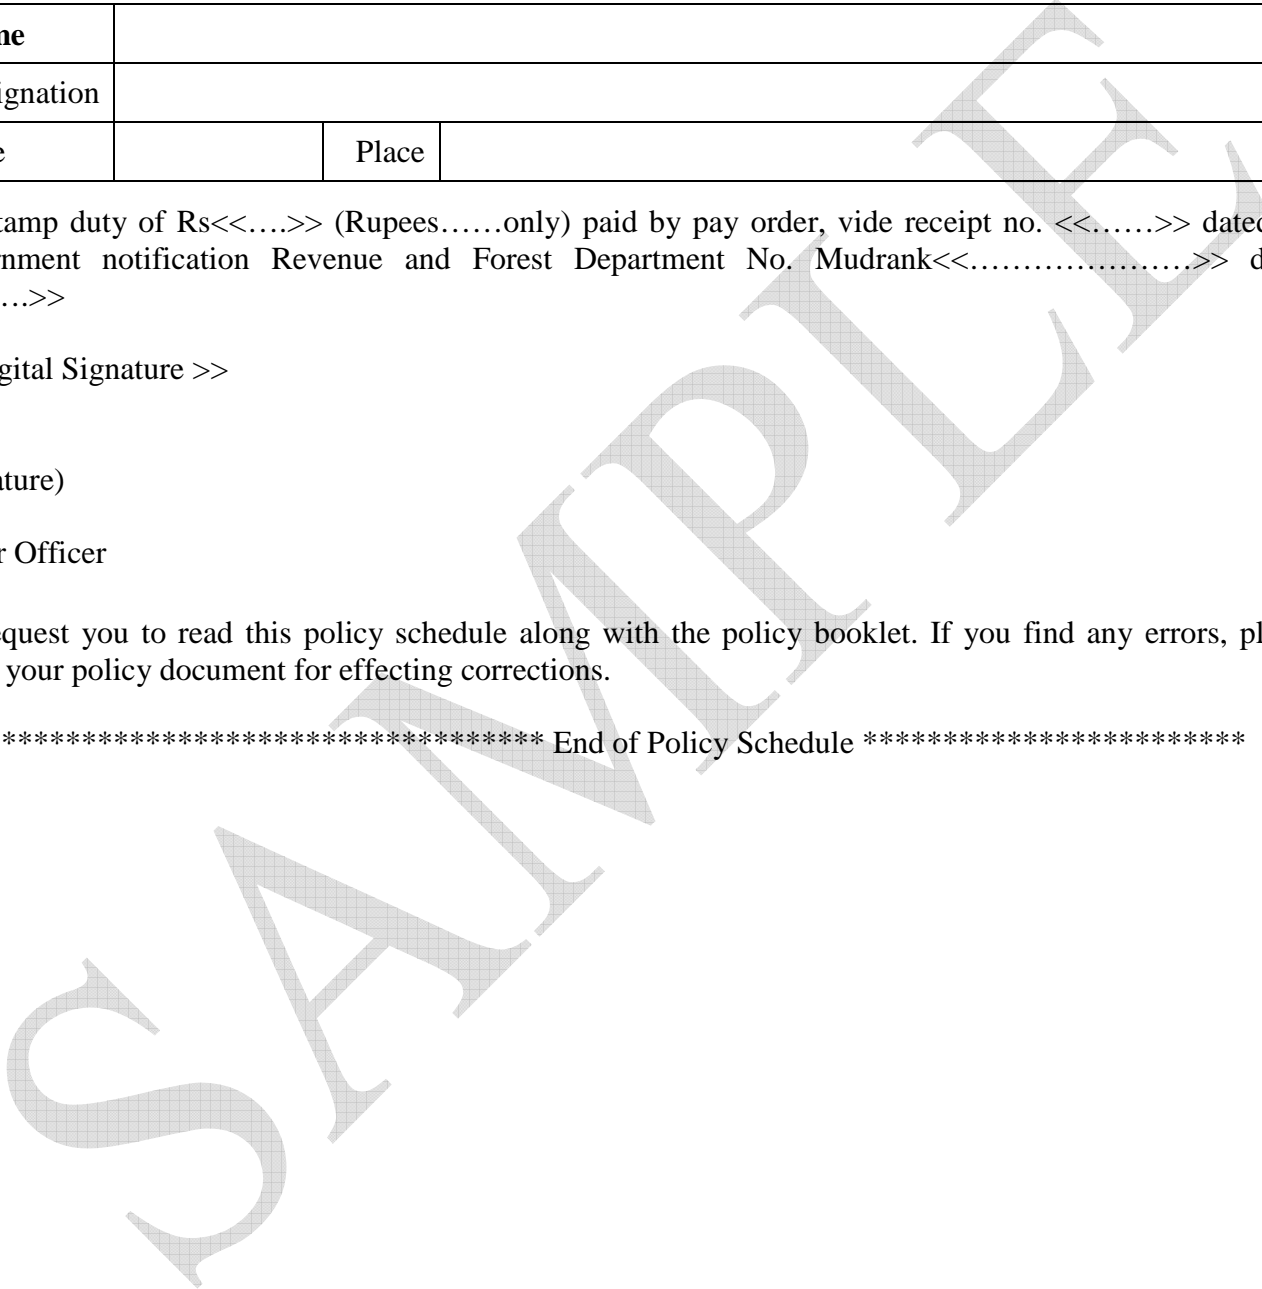 me
ignation
e Place
tamp duty of Rs<<….>> (Rupees……only) paid by pay order, vide receipt no. <<……>> dated
rnment notification Revenue and Forest Department No. Mudrank<<…………………>> d
….>>
gital Signature >>
ature)
r Officer
equest you to read this policy schedule along with the policy booklet. If you find any errors, pl
your policy document for effecting corrections.
********************************** End of Policy Schedule ************************
SAMPLE